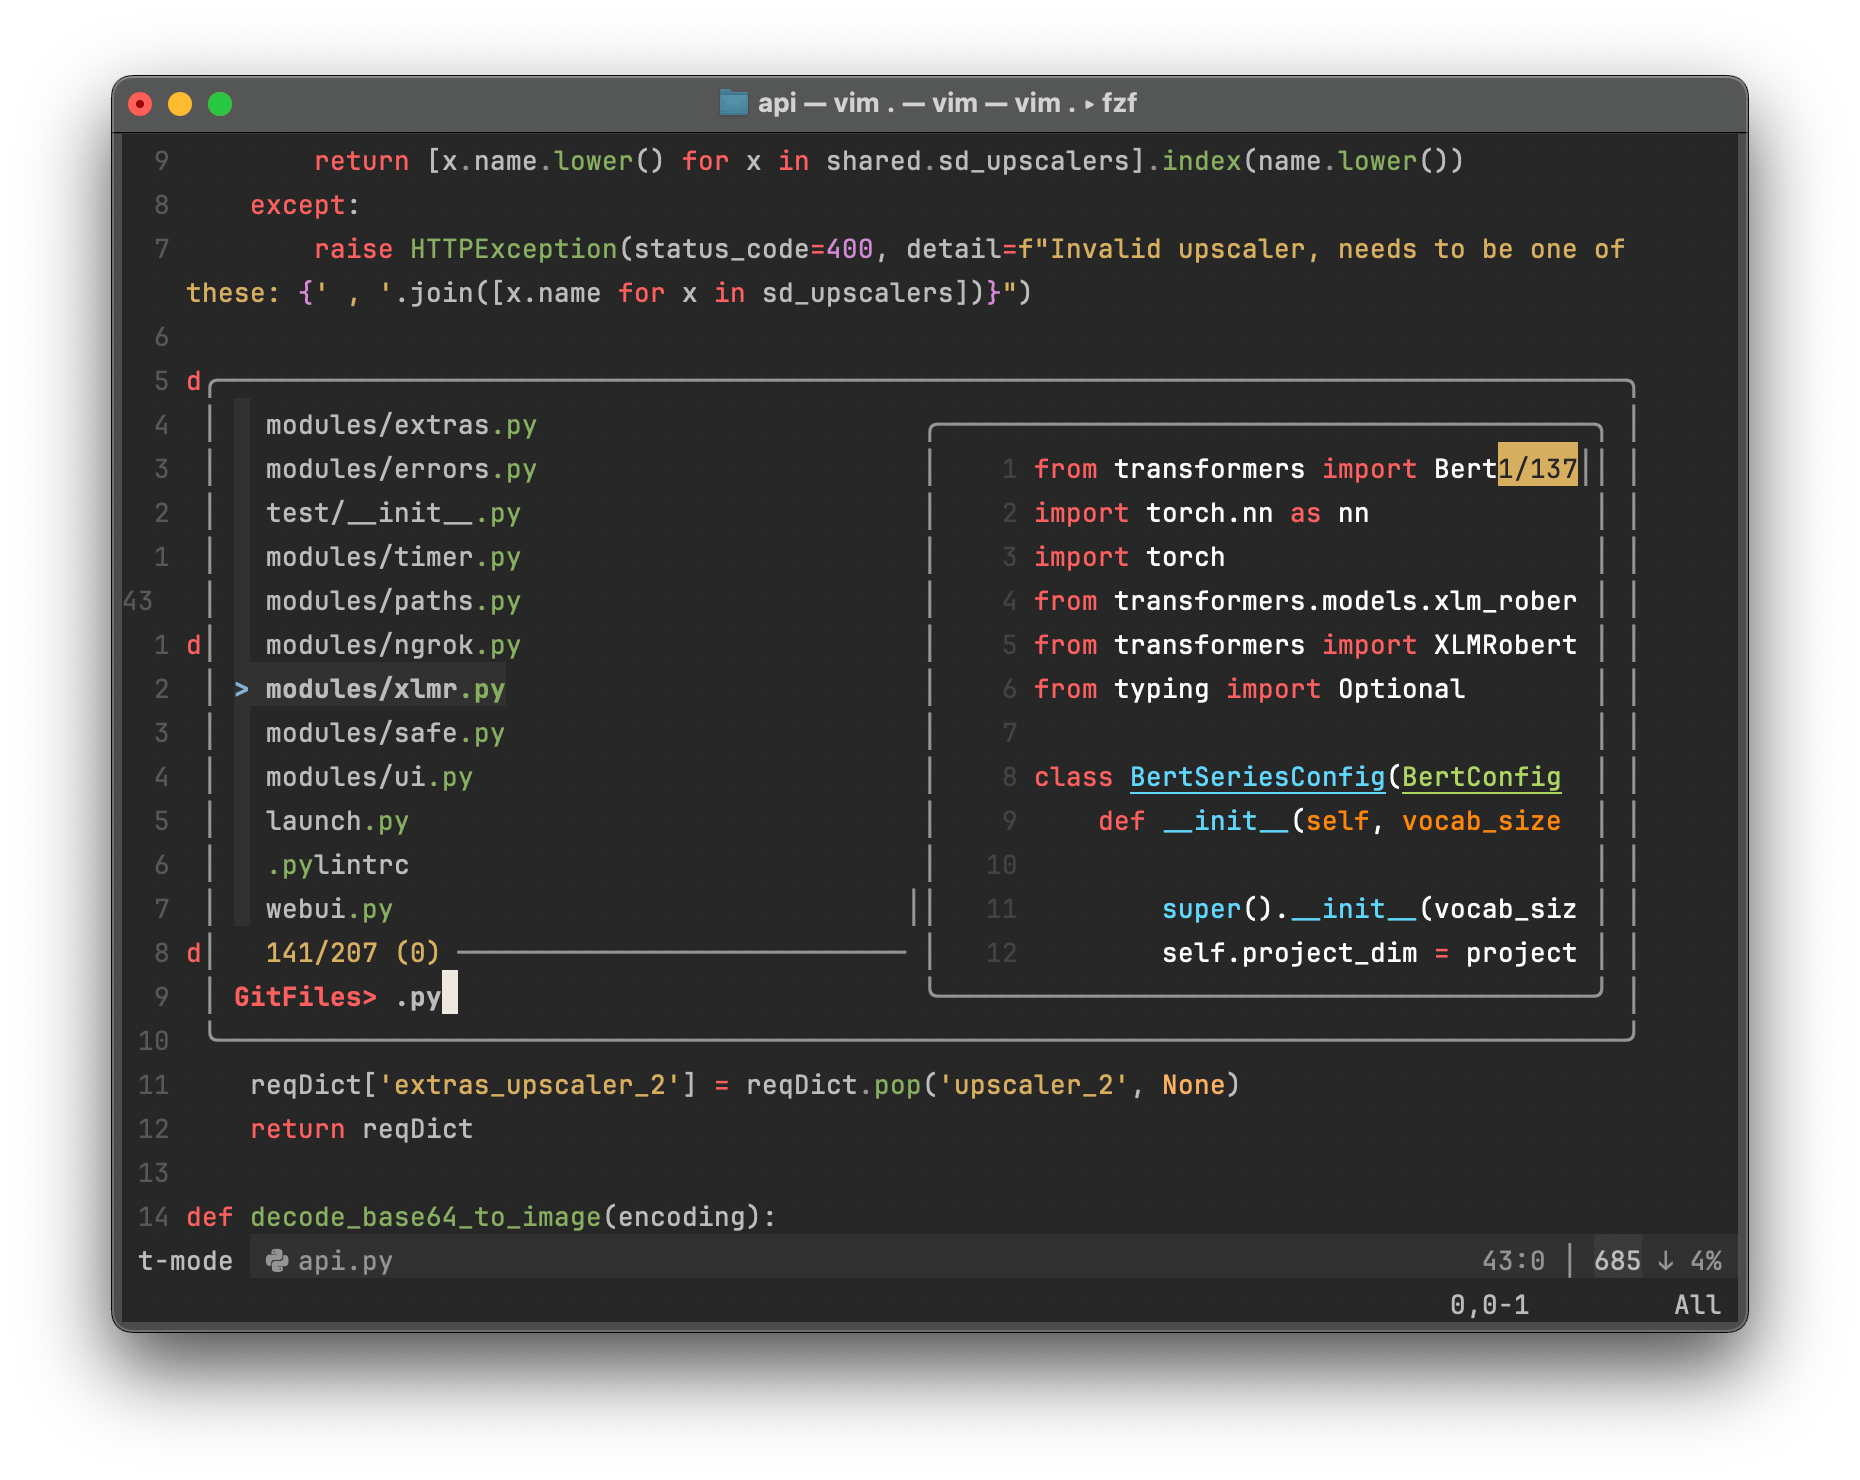 api — vim . — vim — vim . ▸ fzf
9 return [x.name.lower() for x in shared.sd_upscalers].index(name.lower())
8 except:
7 raise HTTPException(status_code=400, detail=f"Invalid upscaler, needs to be one of
these: {' , '.join([x.name for x in sd_upscalers])}")
6
5 d
4 modules/extras.py
3 modules/errors.py 1 from transformers import Bert1/137
2 test/__init__.py 2 import torch.nn as nn
1 modules/timer.py 3 import torch
43 modules/paths.py 4 from transformers.models.xlm_rober
1 d modules/ngrok.py 5 from transformers import XLMRobert
2 > modules/xlmr.py 6 from typing import Optional
3 modules/safe.py 7
4 modules/ui.py 8 class BertSeriesConfig(BertConfig
5 launch.py 9 def __init__(self, vocab_size
6 .pylintrc 10
7 webui.py 11 super().__init__(vocab_siz
8 d 141/207 (0) 12 self.project_dim = project
9 GitFiles> .py
10
11 reqDict['extras_upscaler_2'] = reqDict.pop('upscaler_2', None)
12 return reqDict
13
14 def decode_base64_to_image(encoding):
t-mode api.py 43:0 | 685 ↓ 4%
0,0-1 All